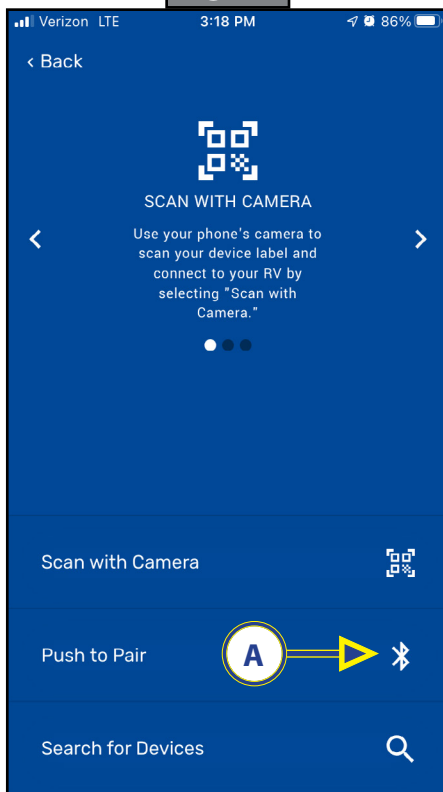 Verizon LTE 3:18 PM 86%
< Back
SCAN WITH CAMERA
Use your phone's camera to
scan your device label and
connect to your RV by
selecting "Scan with
Camera."
Scan with Camera
Push to Pair A
Search for Devices